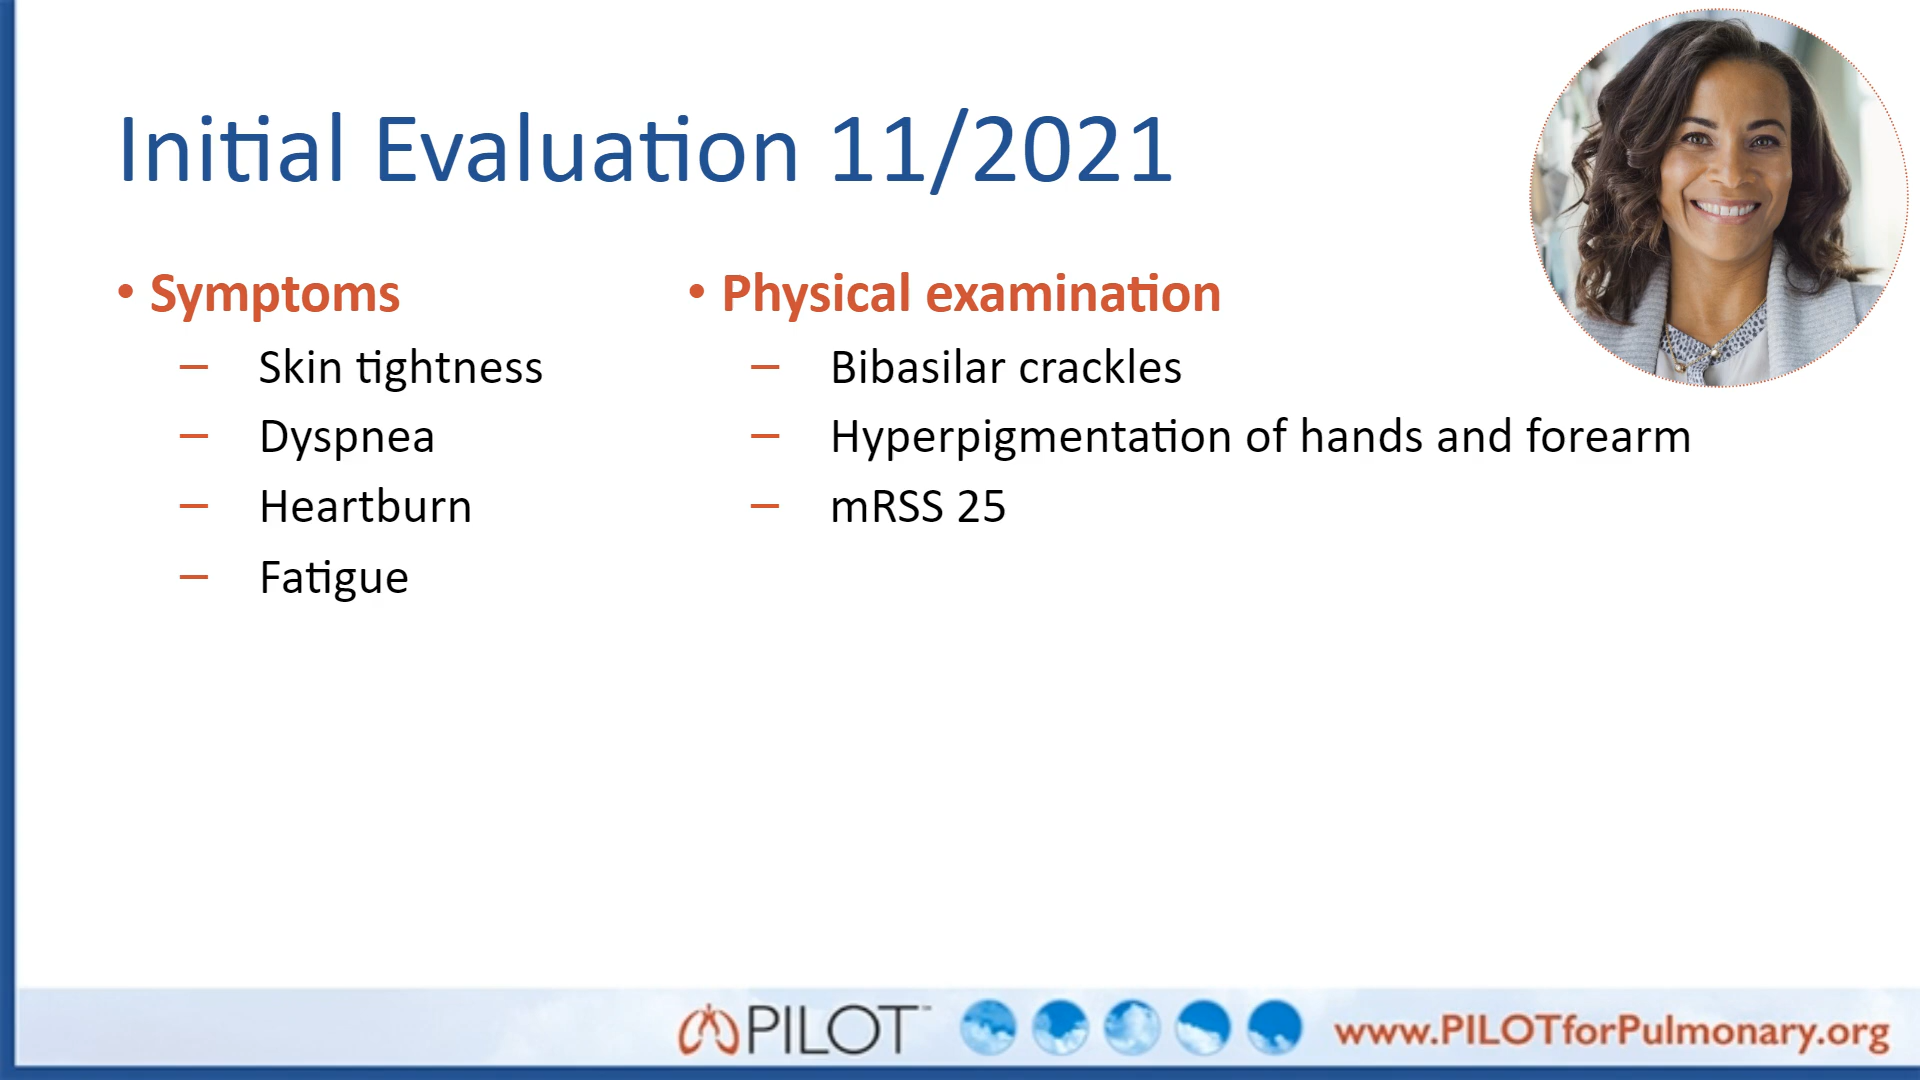 Initial Evaluation 11/2021
• Symptoms
– Skin tightness
– Dyspnea
– Heartburn
– Fatigue
• Physical examination
– Bibasilar crackles
– Hyperpigmentation of hands and forearm
– mRSS 25
PILOT™
www.PILOTforPulmonary.org